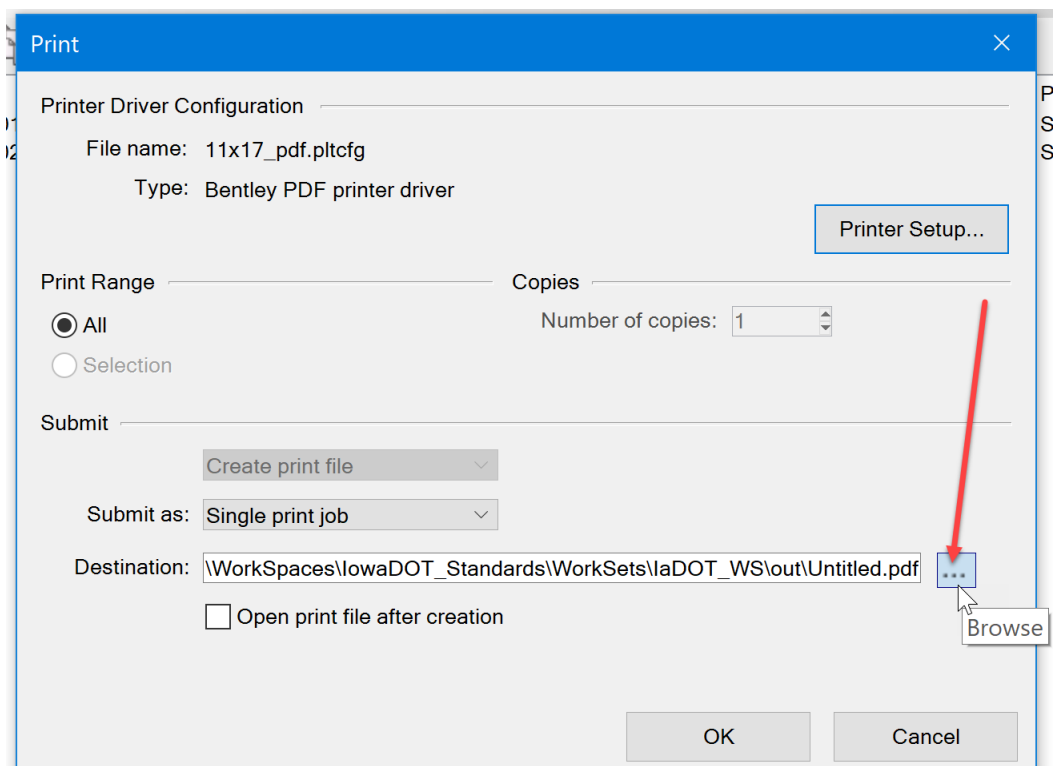 Print
Printer Driver Configuration
P
01
S
File name: 11x17_pdf.pltcfg
02
S
Type: Bentley PDF printer driver
Printer Setup...
Print Range
Copies
All
Number of copies: 1
Selection
Submit
Create print file
Submit as: Single print job
Destination: \WorkSpaces\IowaDOT_Standards\WorkSets\IaDOT_WS\out\Untitled.pdf ...
Open print file after creation
Browse
OK
Cancel